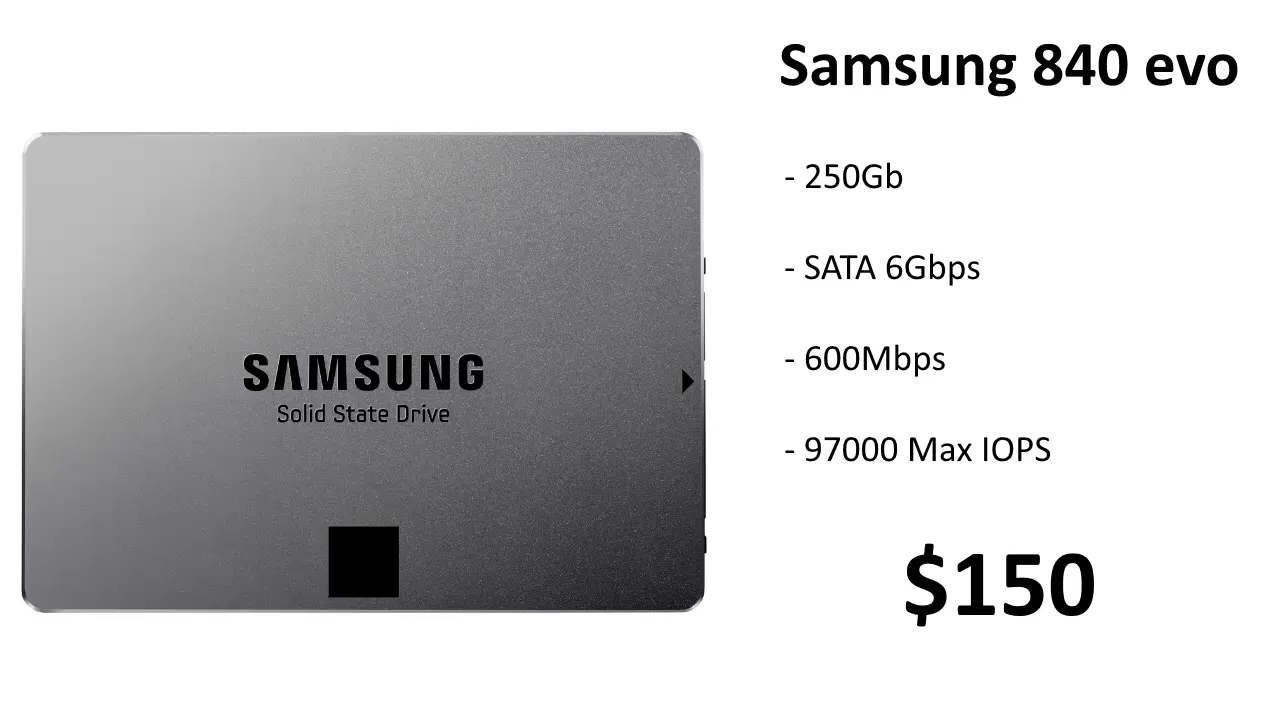 Samsung 840 evo
- 250Gb
- SATA 6Gbps
- 600Mbps
- 97000 Max IOPS
$150
SAMSUNG
Solid State Drive